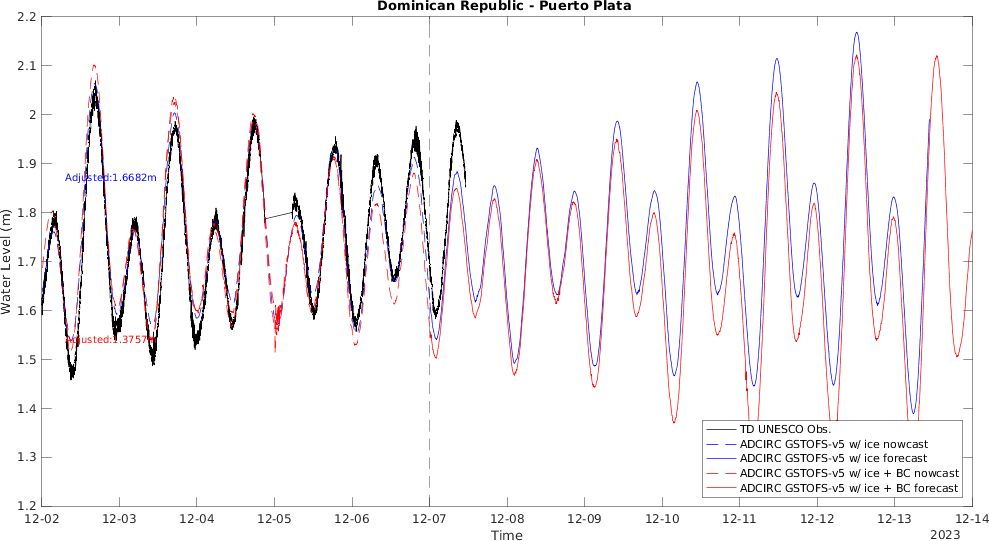 Dominican Republic - Puerto Plata
2.2
2.1
2
1.9
1.8
1.7
1.6
1.5
1.4
1.3
1.2
Water Level (m)
Adjusted:1.6682m
Adjusted:1.3757m
TD UNESCO Obs.
ADCIRC GSTOFS-v5 w/ ice nowcast
ADCIRC GSTOFS-v5 w/ ice forecast
ADCIRC GSTOFS-v5 w/ ice + BC nowcast
ADCIRC GSTOFS-v5 w/ ice + BC forecast
12-02 12-03 12-04 12-05 12-06 12-07 12-08 12-09 12-10 12-11 12-12 12-13 12-14
Time
2023